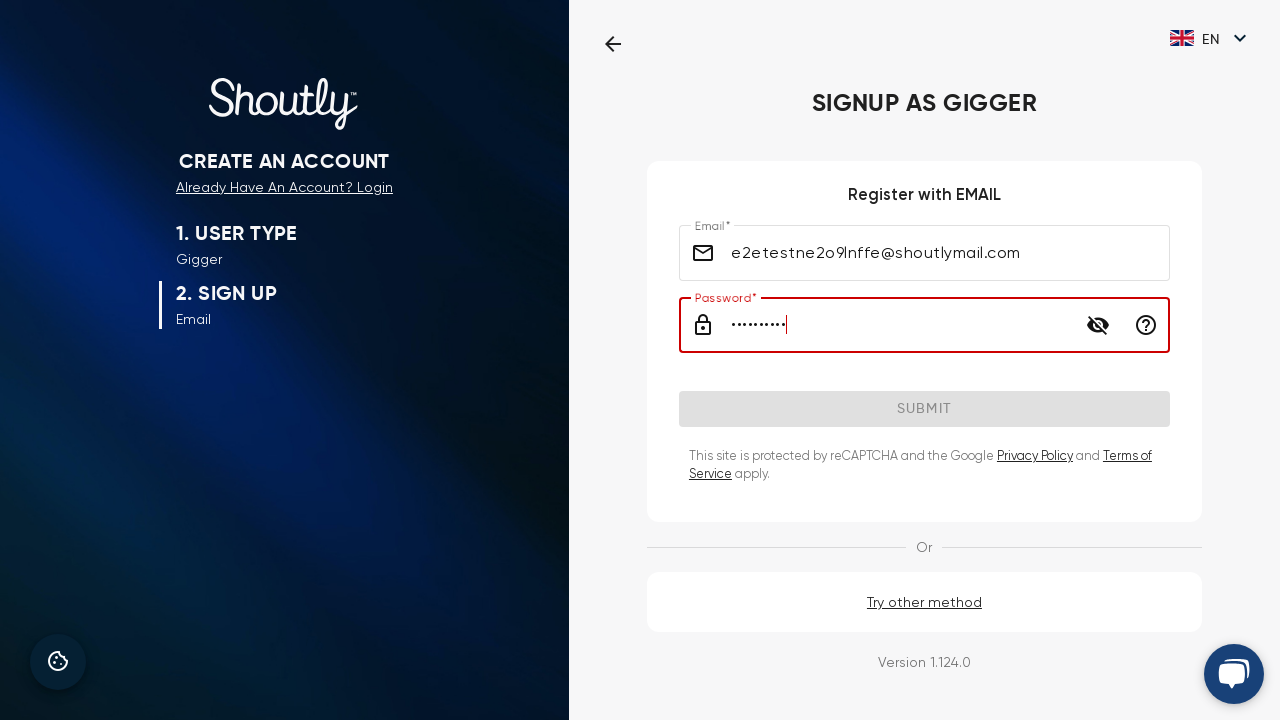 Shoutly™
CREATE AN ACCOUNT
Already Have An Account? Login
1. USER TYPE
Gigger
2. SIGN UP
Email
EN
SIGNUP AS GIGGER
Register with EMAIL
Email*
e2etestne2o9lnffe@shoutlymail.com
Password*
••••••••••
SUBMIT
This site is protected by reCAPTCHA and the Google Privacy Policy and Terms of
Service apply.
Or
Try other method
Version 1.124.0